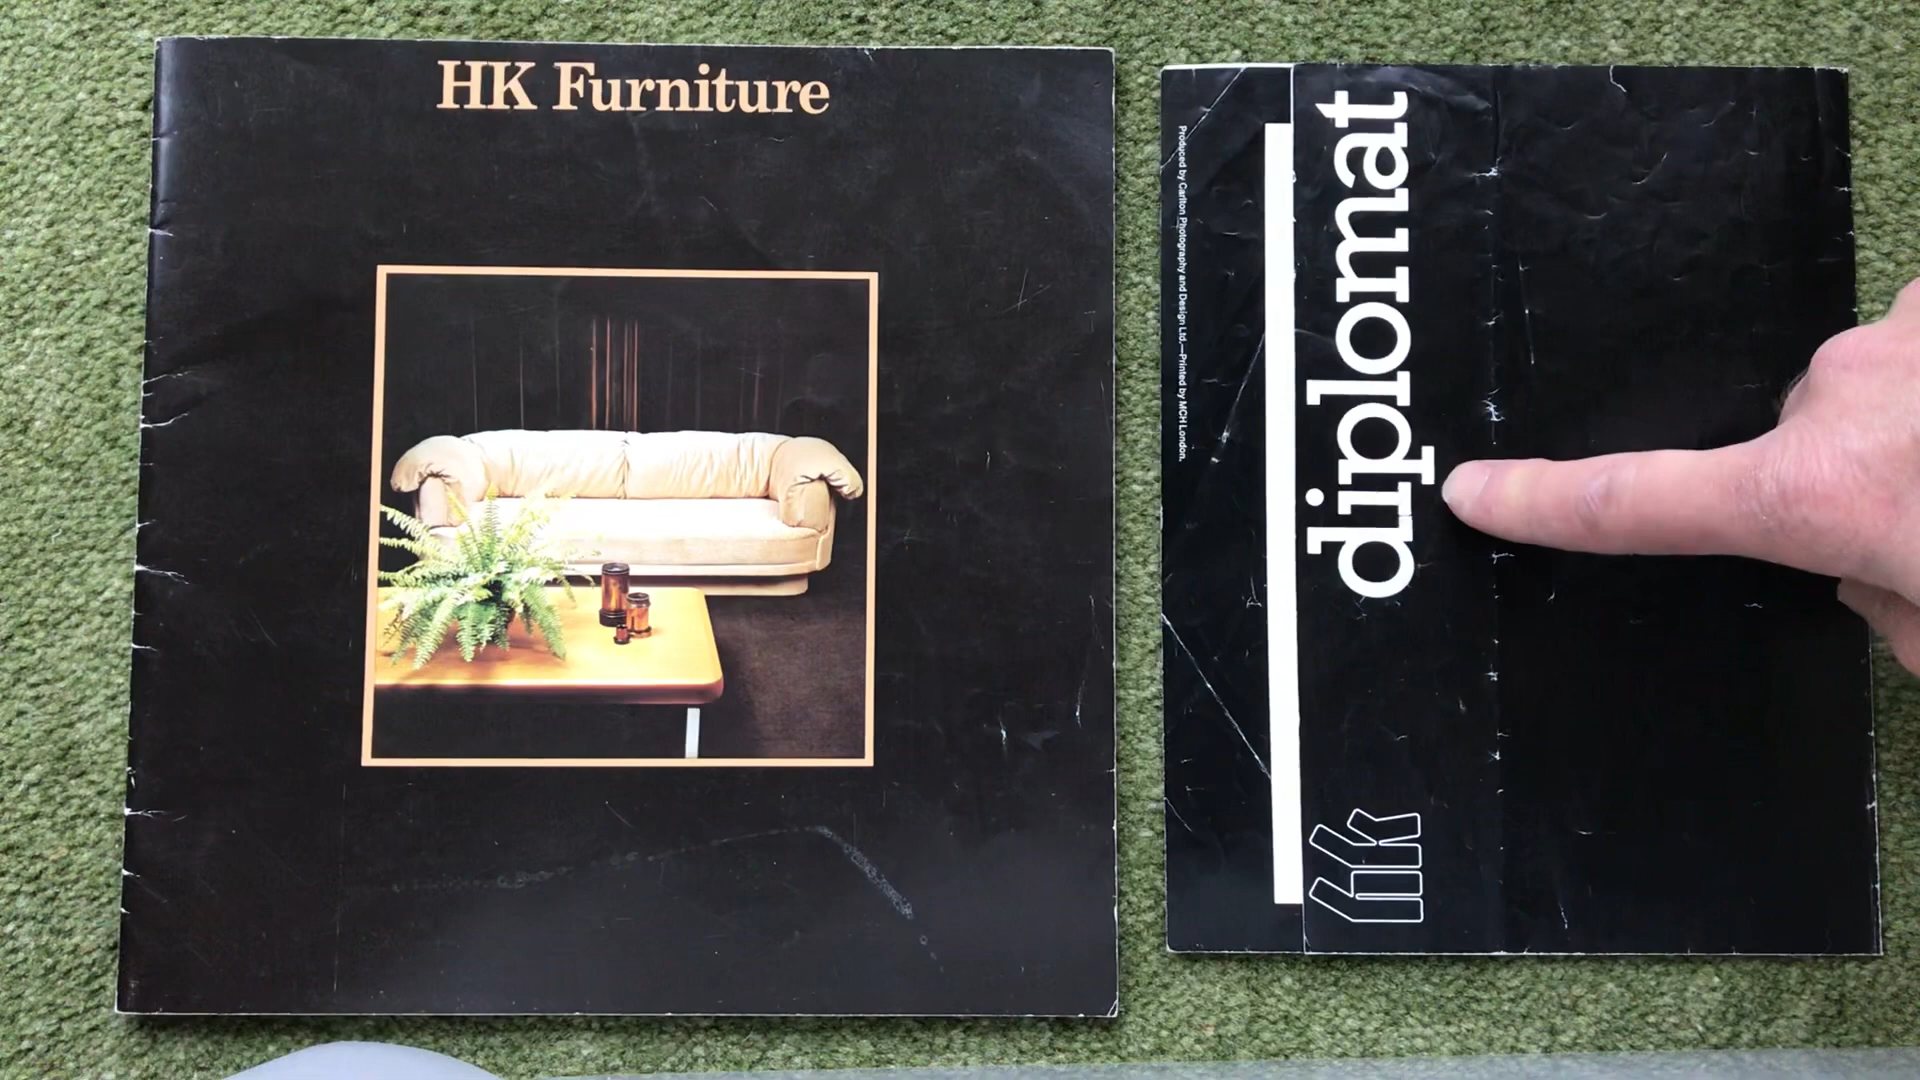 HK Furniture
Produced by Carlton Photography and Design Ltd.—Printed by MCH London.
diplomat
hk